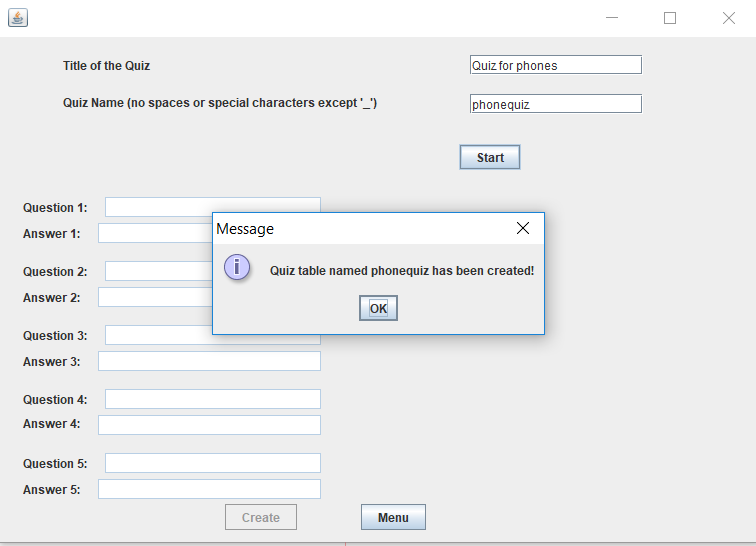 Title of the Quiz
Quiz for phones
Quiz Name (no spaces or special characters except '_')
phonequiz
Start
Question 1:
Answer 1:
Message
Question 2:
Quiz table named phonequiz has been created!
Answer 2:
OK
Question 3:
Answer 3:
Question 4:
Answer 4:
Question 5:
Answer 5:
Create
Menu